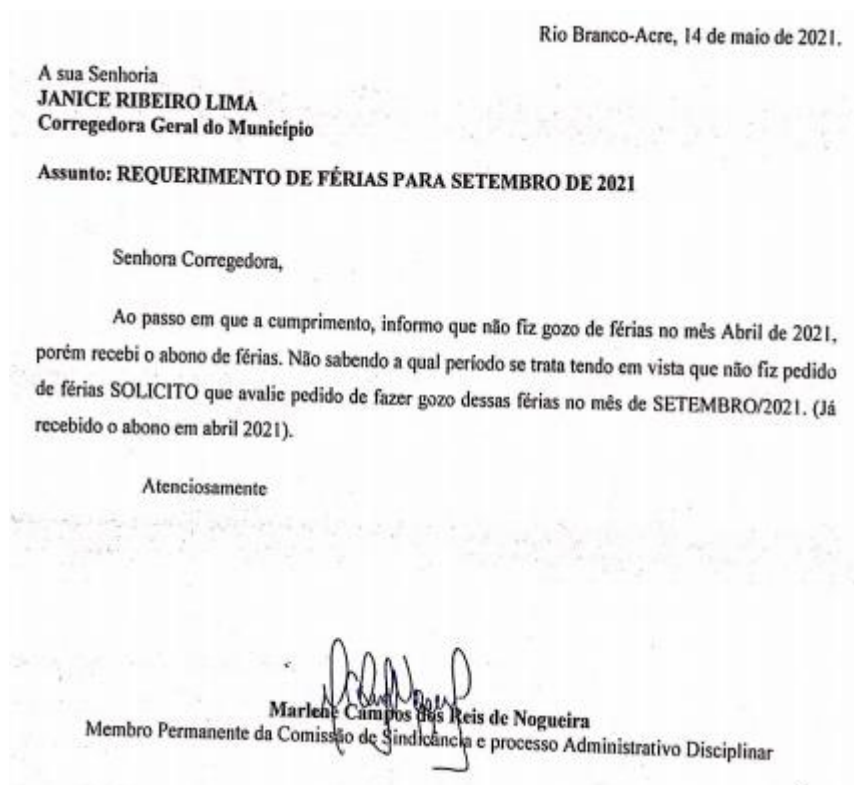 Rio Branco-Acre, 14 de maio de 2021.
A sua Senhoria
JANICE RIBEIRO LIMA
Corregedora Geral do Município
Assunto: REQUERIMENTO DE FÉRIAS PARA SETEMBRO DE 2021
Senhora Corregedora,
Ao passo em que a cumprimento, informo que não fiz gozo de férias no mês Abril de 2021,
porém recebi o abono de férias. Não sabendo a qual período se trata tendo em vista que não fiz pedido
de férias SOLICITO que avalie pedido de fazer gozo dessas férias no mês de SETEMBRO/2021. (Já
recebido o abono em abril 2021).
Atenciosamente
Marlene Campos dos Reis de Nogueira
Membro Permanente da Comissão de Sindicância e processo Administrativo Disciplinar